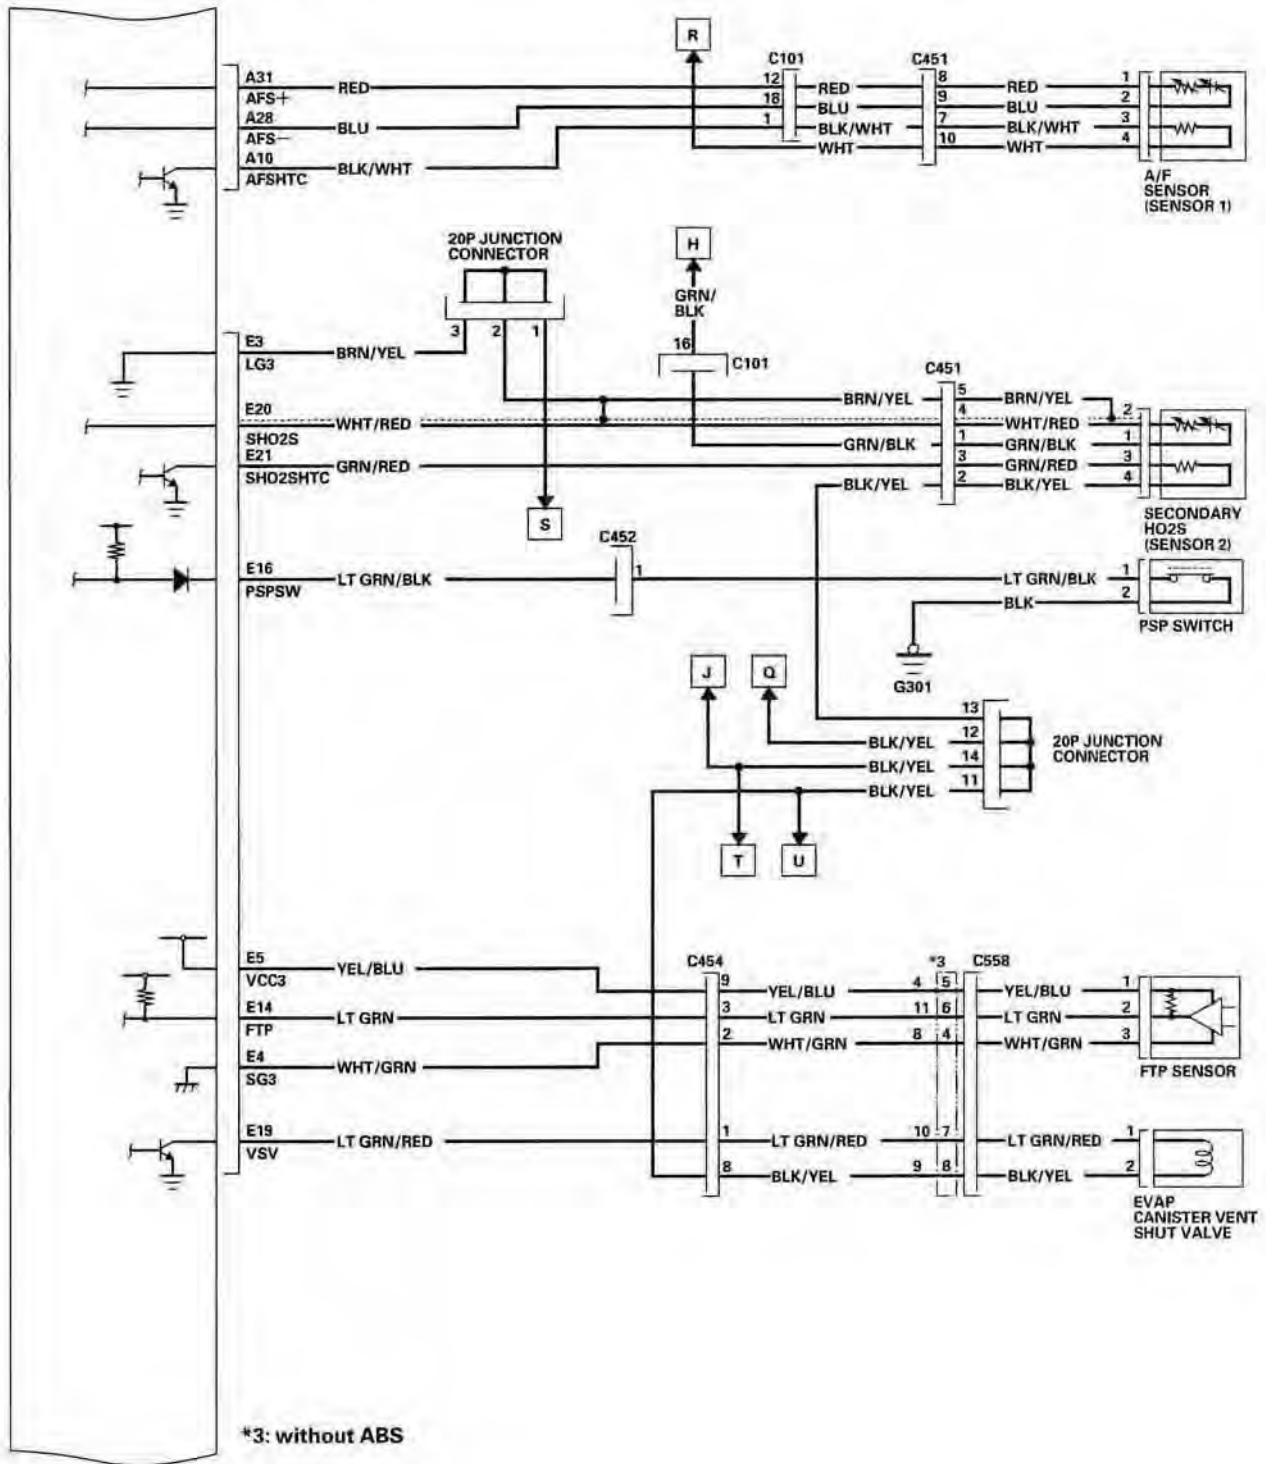 R
C101
C451
A31
AFS+
RED
12
RED
8
RED
1
18
BLU
9
BLU
2
A28
AFS−
BLU
1
BLK/WHT
7
BLK/WHT
3
WHT
10
WHT
4
A10
AFSHTC
BLK/WHT
A/F
SENSOR
(SENSOR 1)
20P JUNCTION
CONNECTOR
H
GRN/
BLK
3
2
1
16
C101
E3
LG3
BRN/YEL
C451
BRN/YEL
5
BRN/YEL
E20
SHO2S
WHT/RED
4
WHT/RED
2
GRN/BLK
1
GRN/BLK
1
E21
SHO2SHTC
GRN/RED
3
GRN/RED
3
BLK/YEL
2
BLK/YEL
4
S
SECONDARY
HO2S
(SENSOR 2)
C452
E16
PSPSW
LT GRN/BLK
1
LT GRN/BLK
1
BLK
2
PSP SWITCH
G301
J
Q
13
BLK/YEL
12
BLK/YEL
14
BLK/YEL
11
20P JUNCTION
CONNECTOR
T
U
C454
*3
C558
E5
VCC3
YEL/BLU
9
YEL/BLU
4
5
YEL/BLU
1
E14
FTP
LT GRN
3
LT GRN
11
6
LT GRN
2
2
WHT/GRN
8
4
WHT/GRN
3
E4
SG3
WHT/GRN
FTP SENSOR
E19
VSV
LT GRN/RED
1
LT GRN/RED
10
7
LT GRN/RED
1
8
BLK/YEL
9
8
BLK/YEL
2
EVAP
CANISTER VENT
SHUT VALVE
*3: without ABS